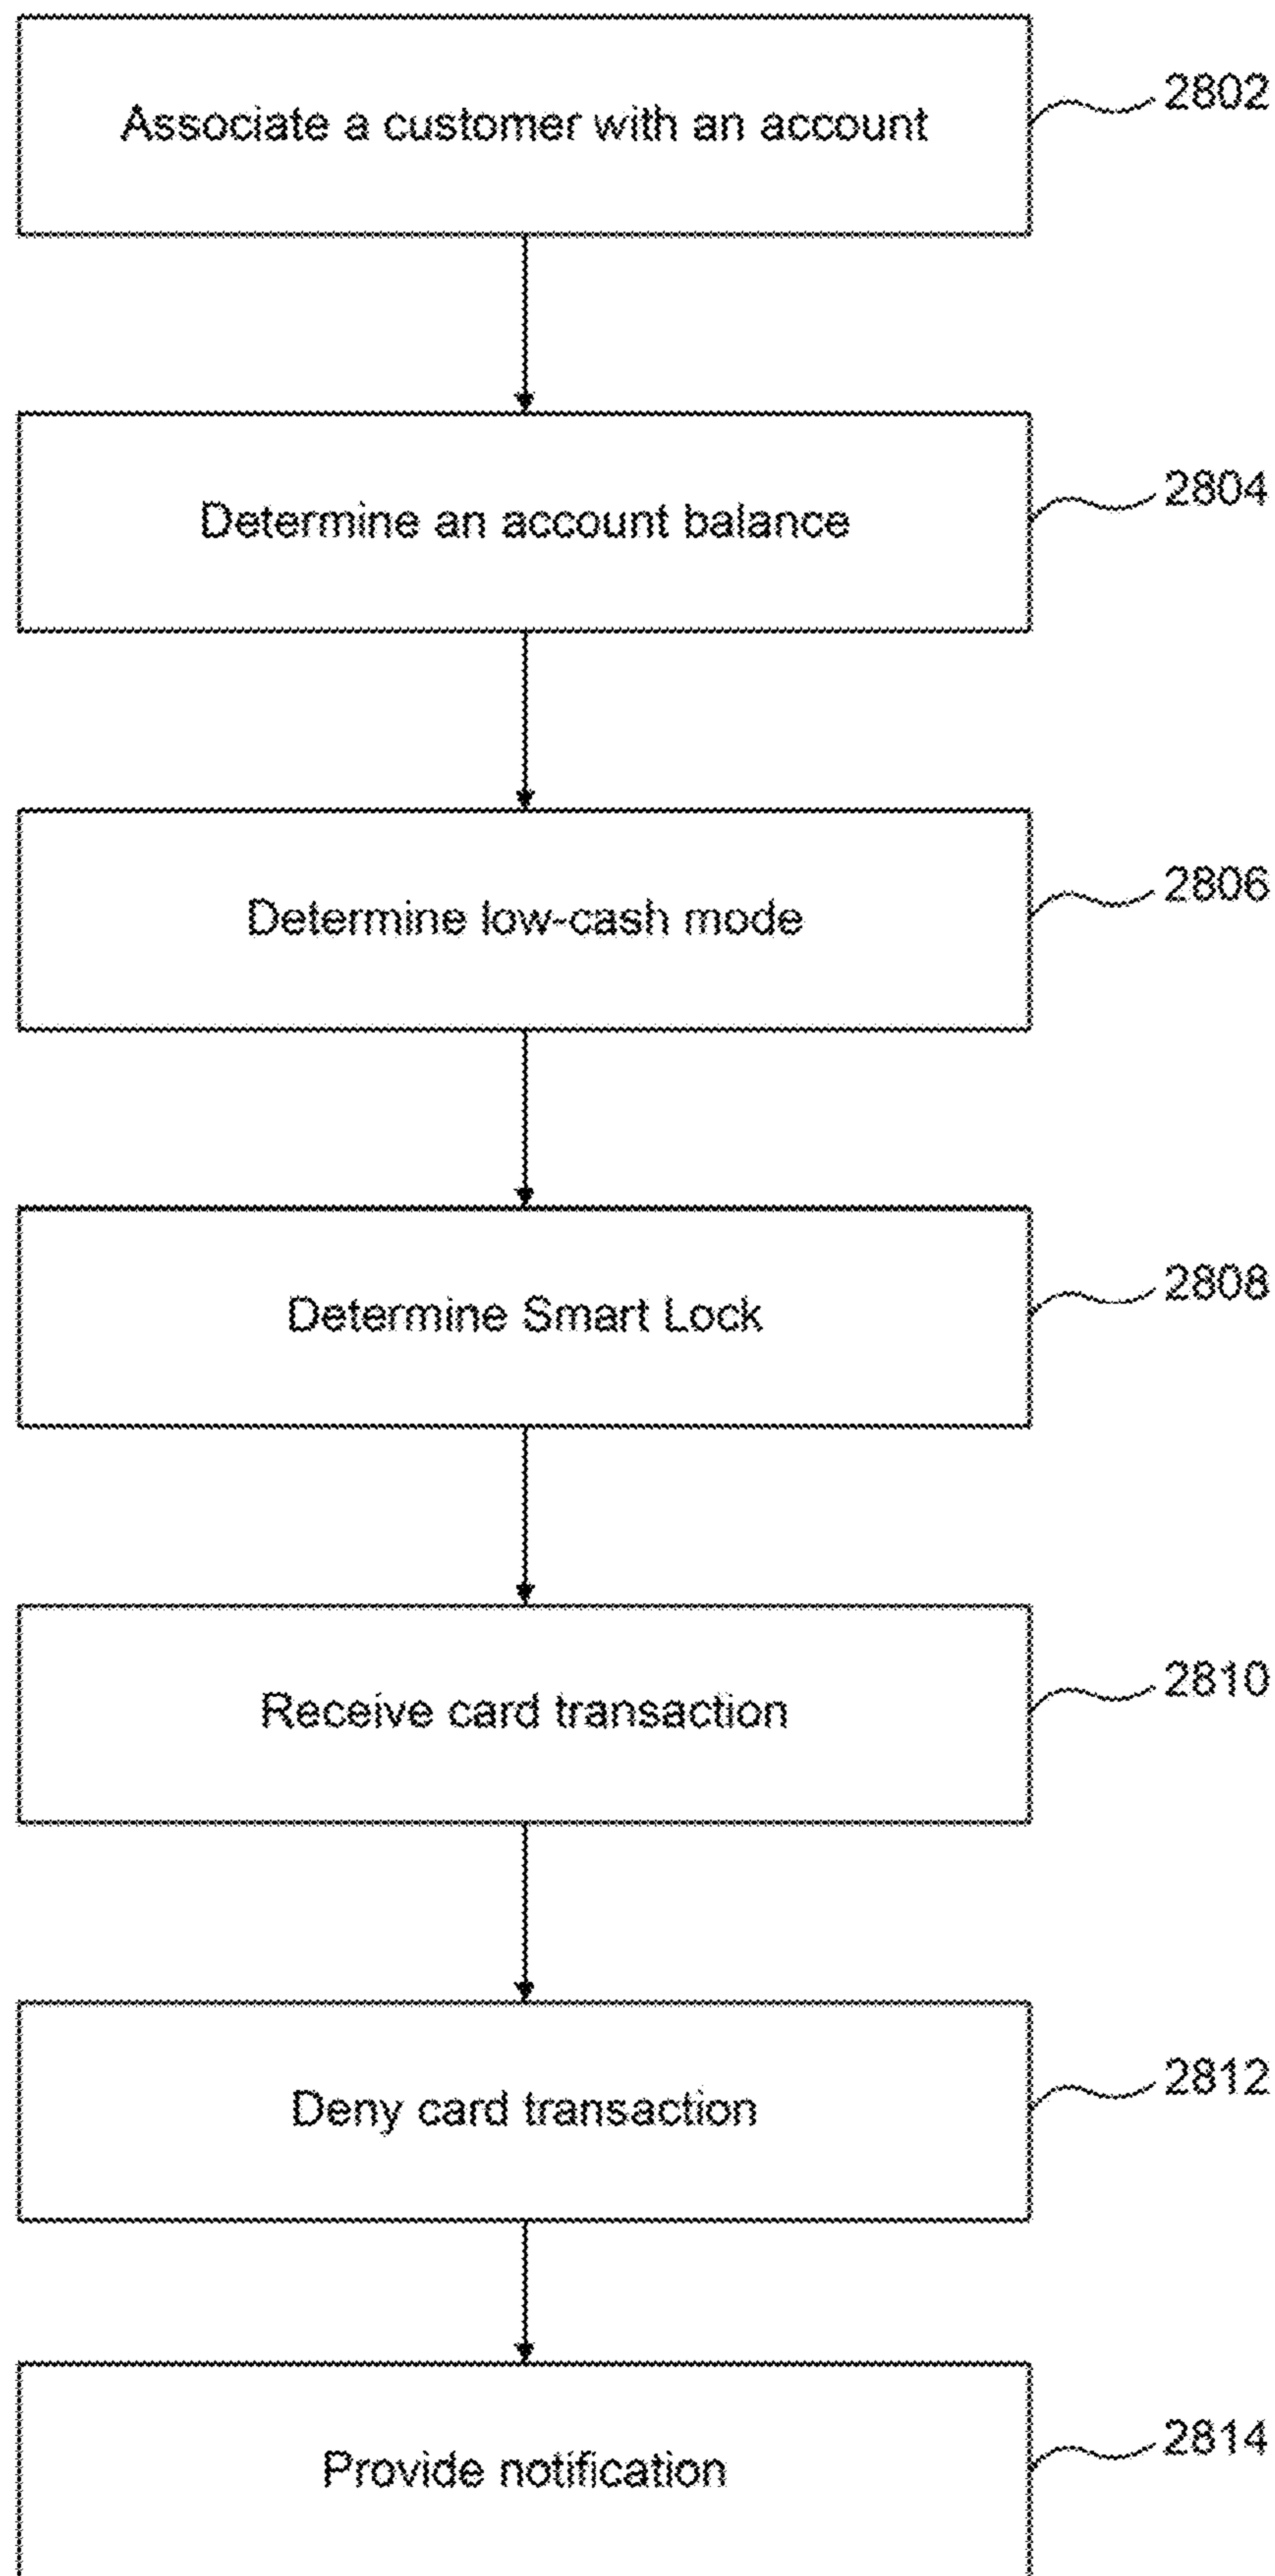 Associate a customer with an account
2802
Determine an account balance
2804
Determine low-cash mode
2806
Determine Smart Lock
2808
Receive card transaction
2810
Deny card transaction
2812
Provide notification
2814